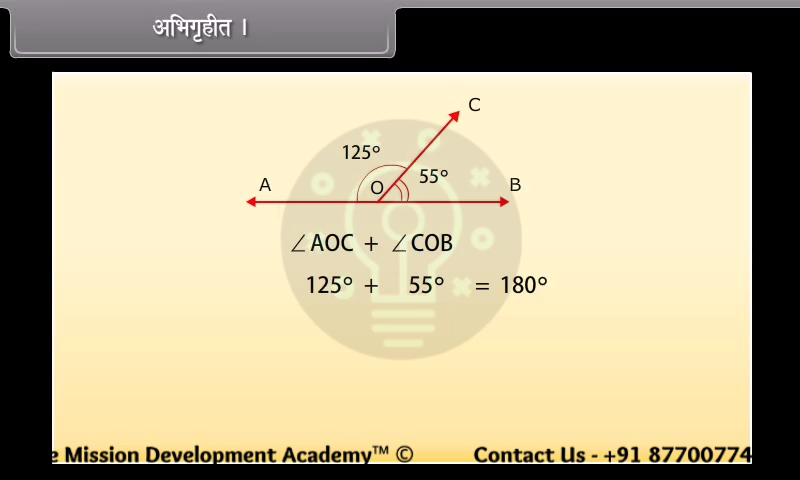 अभिगृहीत ।
C
125°
55°
A
O
B
∠AOC + ∠COB
125° + 55° = 180°
Mission Development Academy™ © Contact Us - +91 87700774